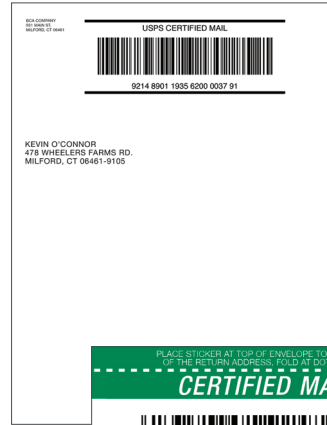 BCA COMPANY
551 MAIN ST.
MILFORD, CT 06461
USPS CERTIFIED MAIL
9214 8901 1935 6200 0037 91
KEVIN O'CONNOR
478 WHEELERS FARMS RD.
MILFORD, CT 06461-9105
PLACE STICKER AT TOP OF ENVELOPE TO
OF THE RETURN ADDRESS, FOLD AT DOT
CERTIFIED MA